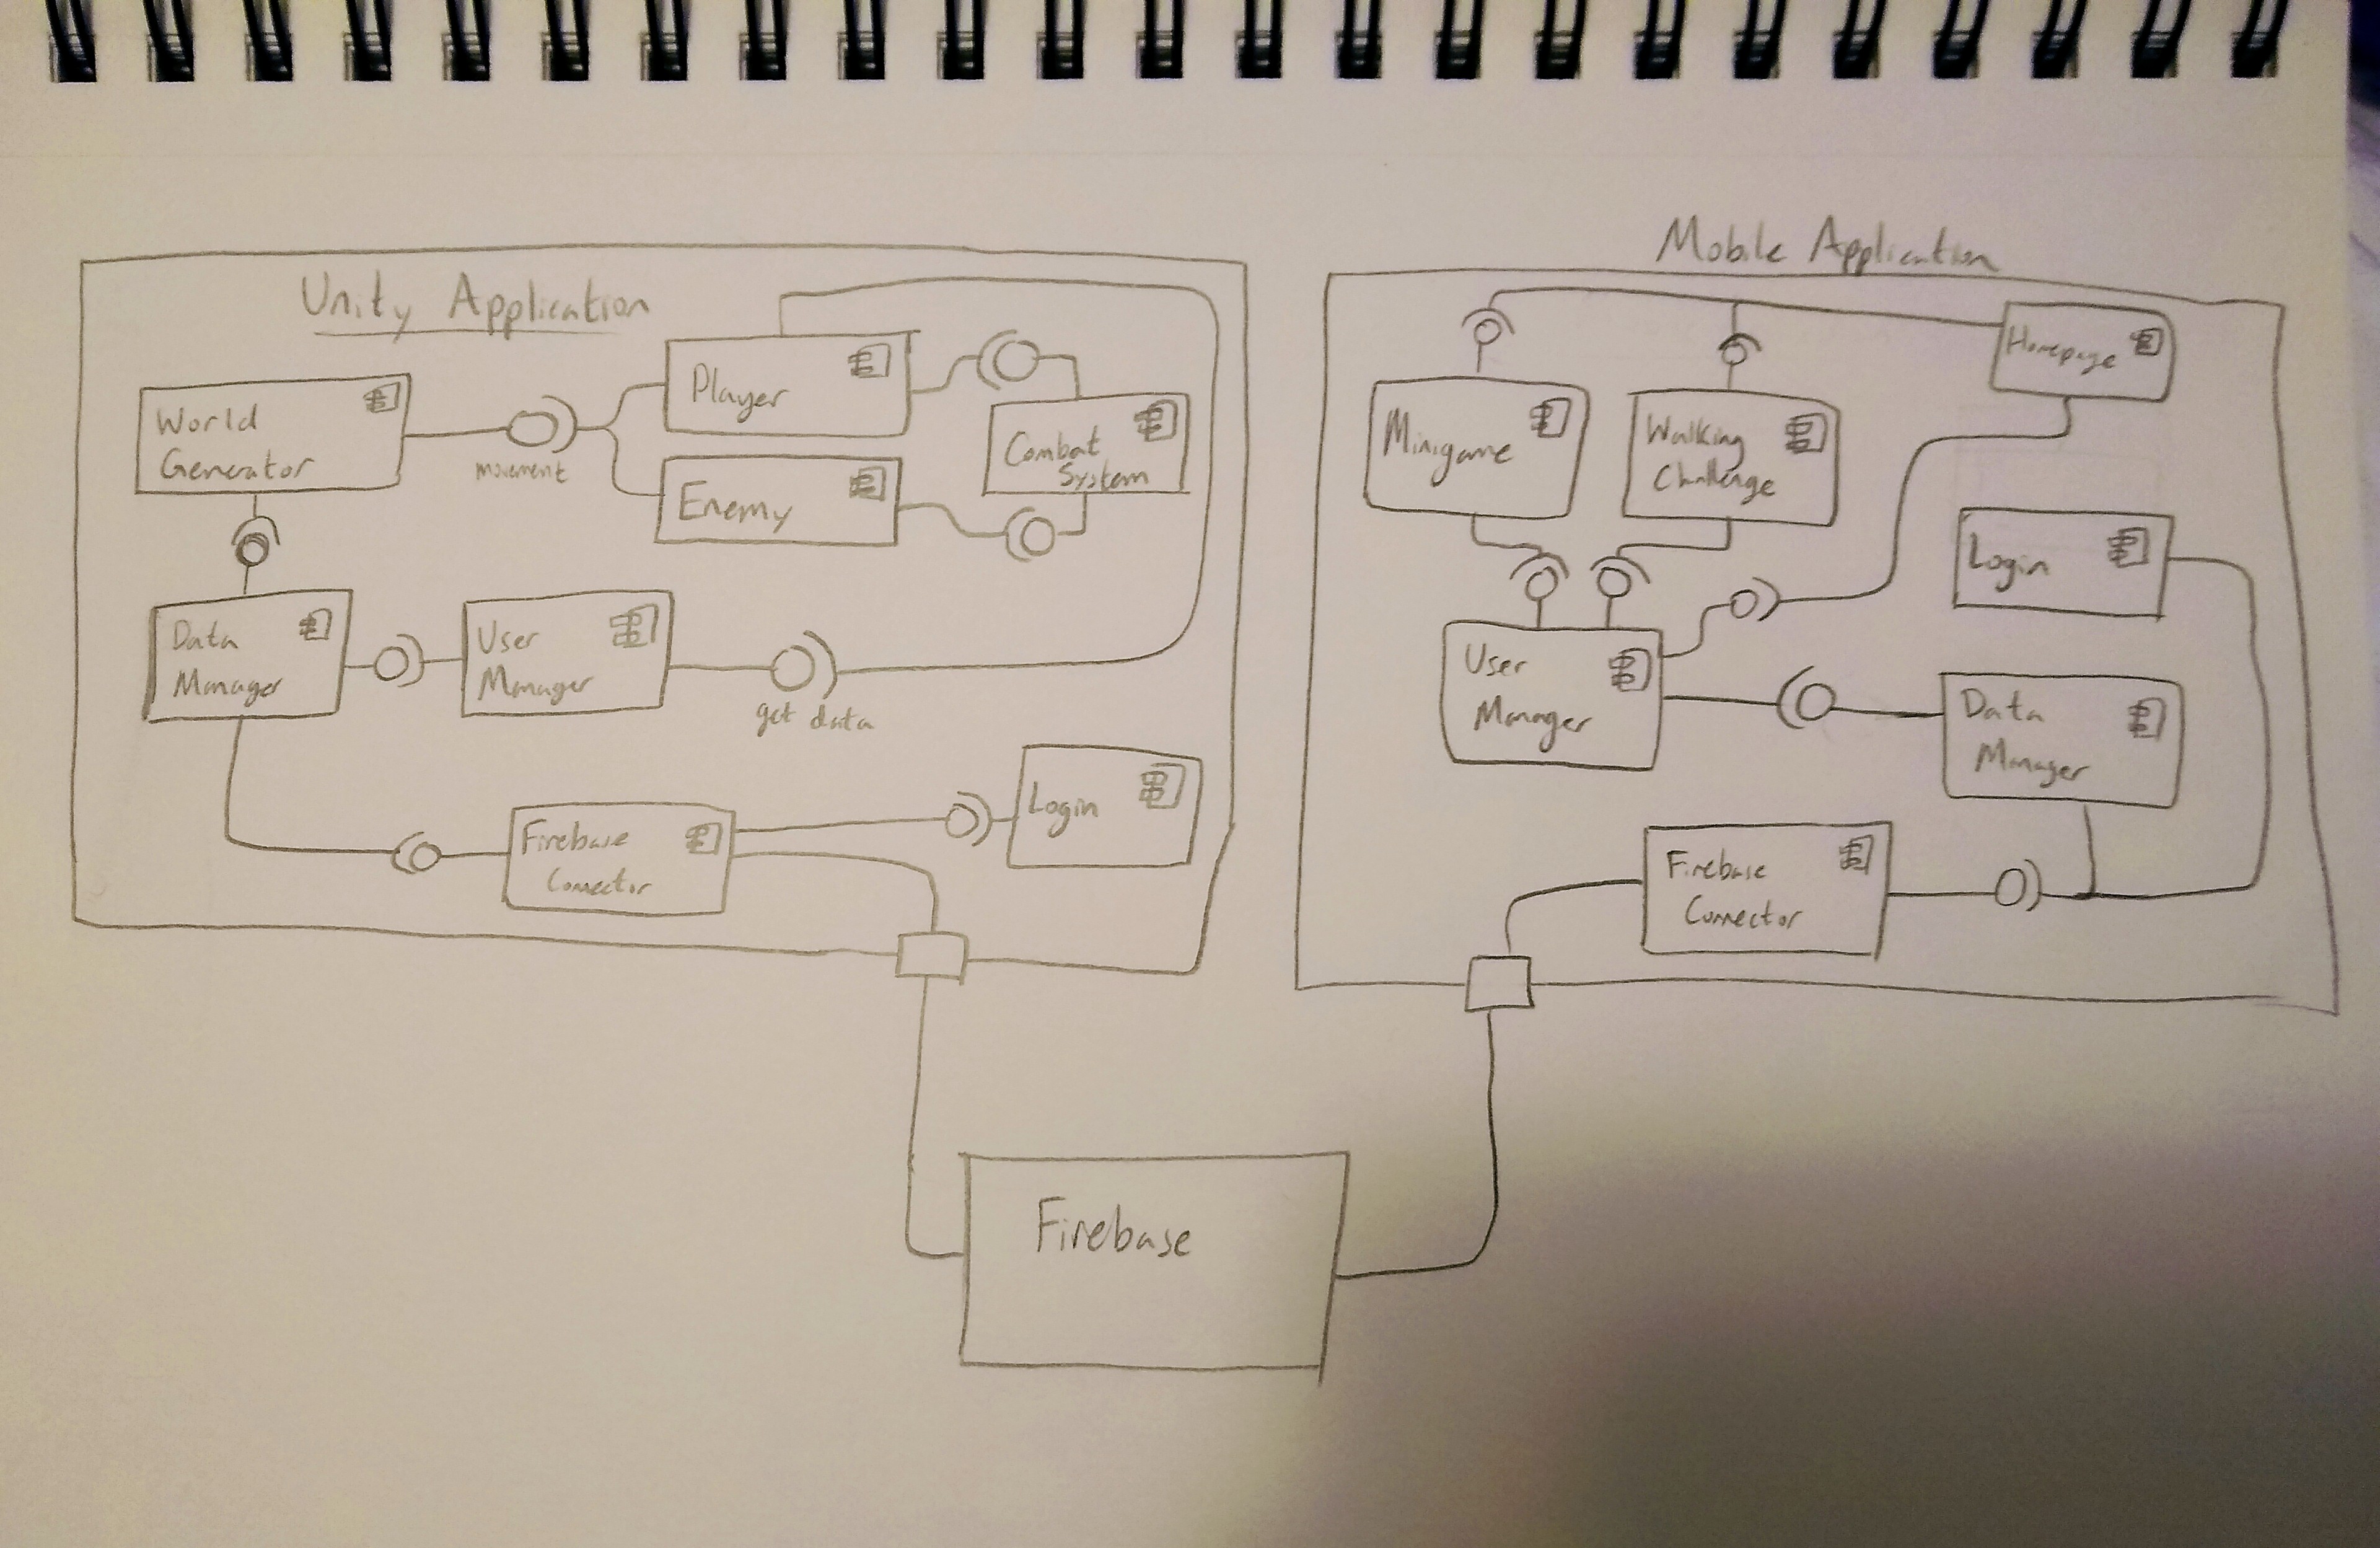 Unity Application
Player
World
Generator
movement
Combat
System
Enemy
Data
Manager
User
Manager
get data
Login
Firebase
Connector
Mobile Application
Homepage
Minigame
Walking
Challenge
Login
User
Manager
Data
Manager
Firebase
Connector
Firebase